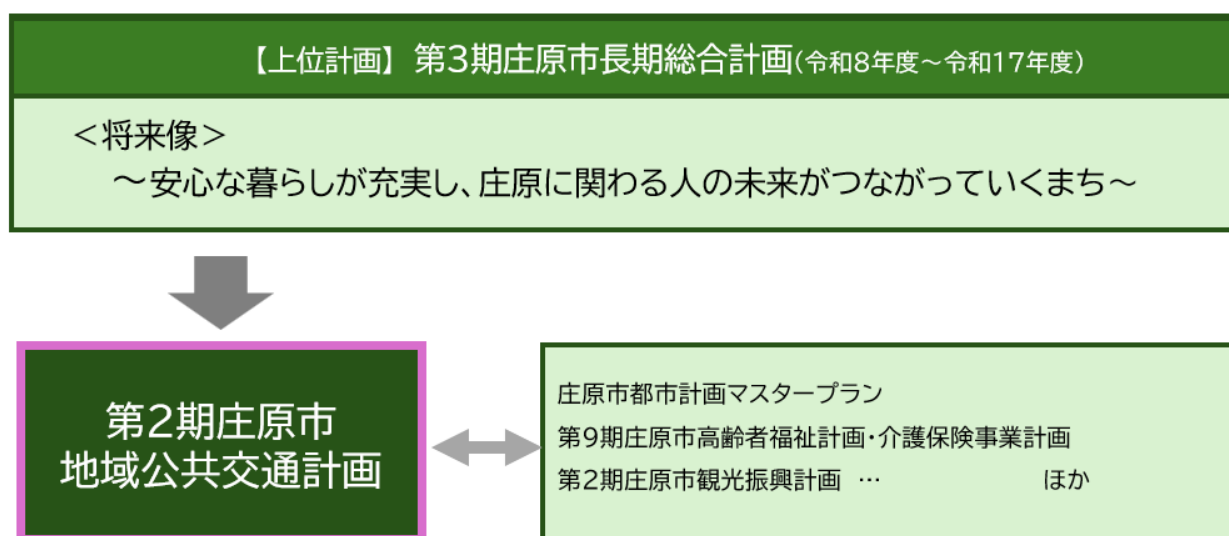 【上位計画】 第3期庄原市長期総合計画(令和8年度～令和17年度)
＜将来像＞
～安心な暮らしが充実し、庄原に関わる人の未来がつながっていくまち～
第2期庄原市
地域公共交通計画
庄原市都市計画マスタープラン
第9期庄原市高齢者福祉計画・介護保険事業計画
第2期庄原市観光振興計画 … ほか